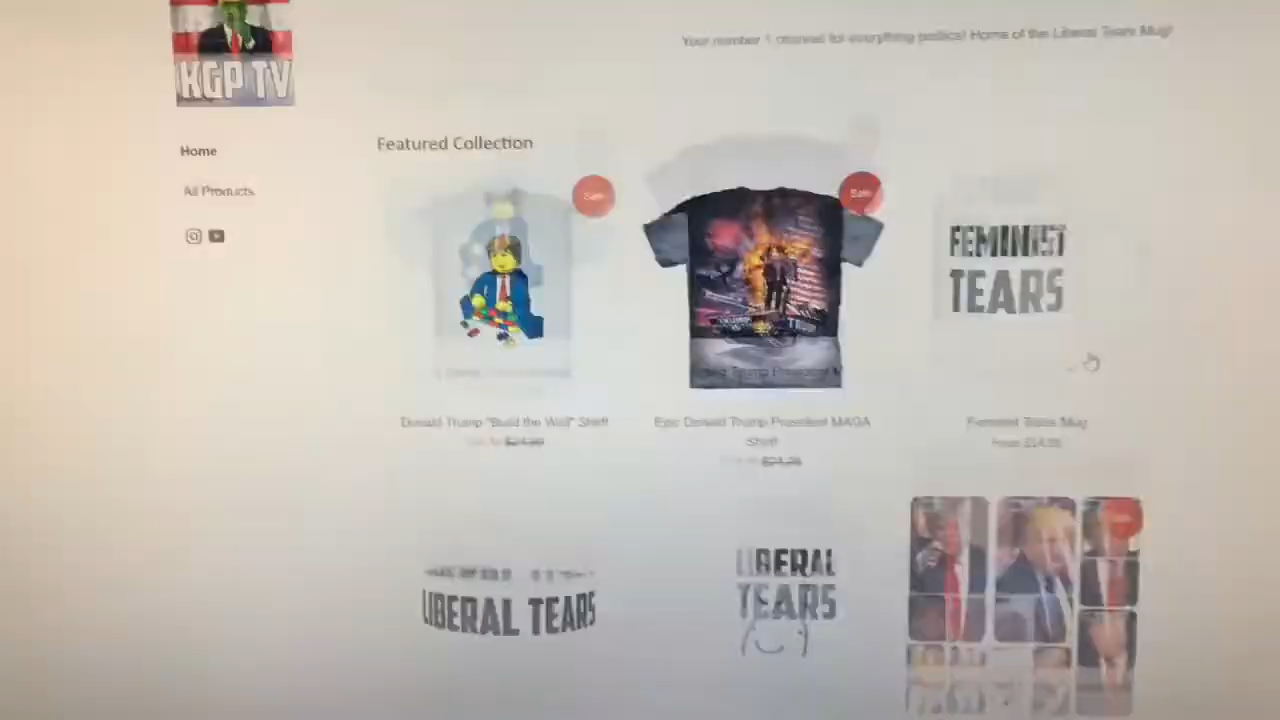 Your number 1 channel for everything politics! Home of the Liberal Tears Mug!
KGP TV
Home
All Products
Featured Collection
Sale
Sale
FEMINIST
TEARS
Donald Trump "Build the Wall" Shirt!
$24.99
Epic Donald Trump President MAGA
Shirt!
Feminist Tears Mug
LIBERAL TEARS
LIBERAL
TEARS